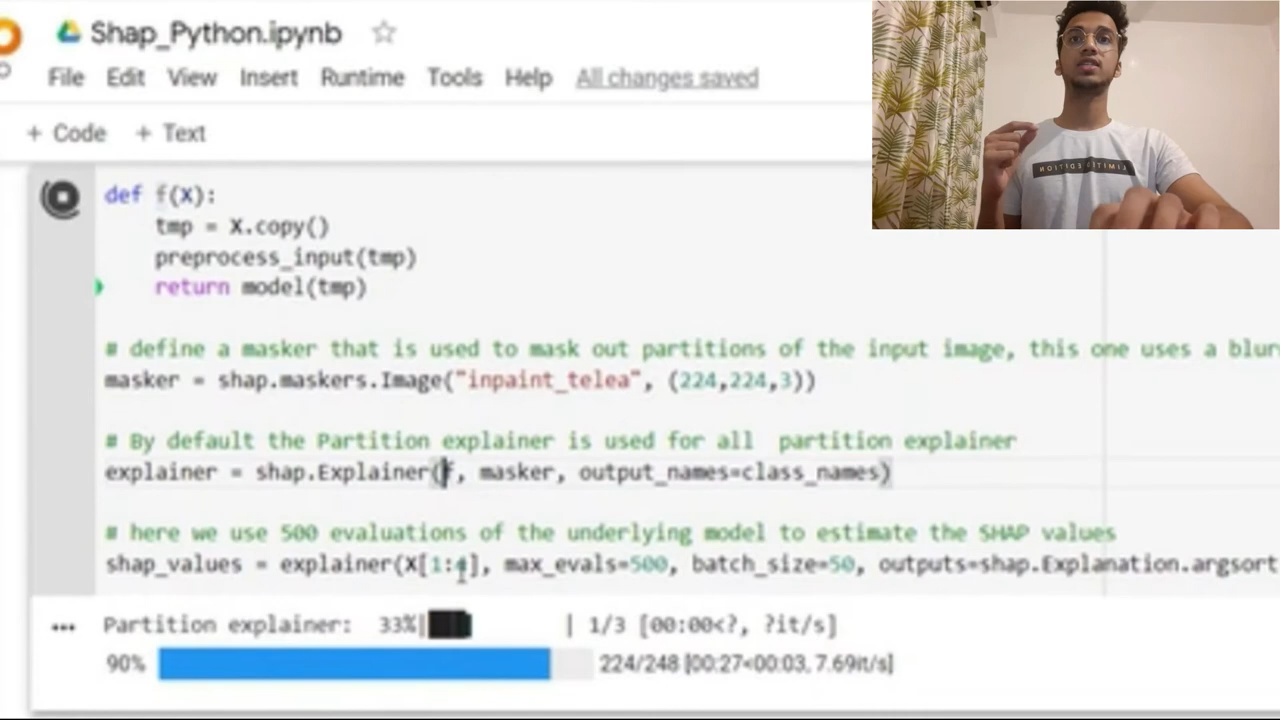 Shap_Python.ipynb
File Edit View Insert Runtime Tools Help All changes saved
+ Code + Text
def f(X):
tmp = X.copy()
preprocess_input(tmp)
return model(tmp)
# define a masker that is used to mask out partitions of the input image, this one uses a blur
masker = shap.maskers.Image("inpaint_telea", (224,224,3))
# By default the Partition explainer is used for all partition explainer
explainer = shap.Explainer(f, masker, output_names=class_names)
# here we use 500 evaluations of the underlying model to estimate the SHAP values
shap_values = explainer(X[1:4], max_evals=500, batch_size=50, outputs=shap.Explanation.argsort
Partition explainer: 33%| | 1/3 [00:00<?, ?it/s]
90% 224/248 [00:27<00:03, 7.69it/s]
LIMITED EDITION